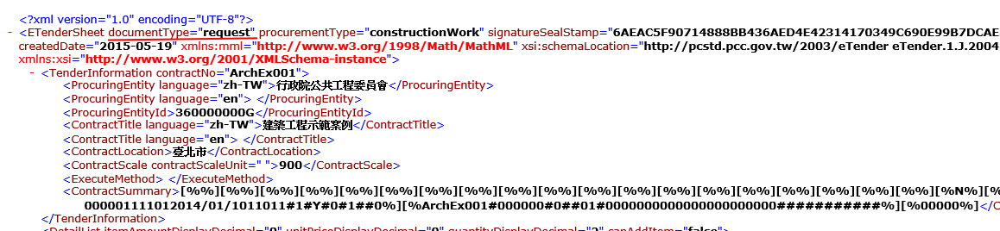 <?xml version="1.0" encoding="UTF-8"?>
- <ETenderSheet documentType="request" procurementType="constructionWork" signatureSealStamp="6AEAC5F90714888BB436AED4E42314170349C690E99B7DCAE
createdDate="2015-05-19" xmlns:mml="http://www.w3.org/1998/Math/MathML" xsi:schemaLocation="http://pcstd.pcc.gov.tw/2003/eTender eTender.1.J.2004
xmlns:xsi="http://www.w3.org/2001/XMLSchema-instance">
- <TenderInformation contractNo="ArchEx001">
<ProcuringEntity language="zh-TW">行政院公共工程委員會</ProcuringEntity>
<ProcuringEntity language="en"> </ProcuringEntity>
<ProcuringEntityId>360000000G</ProcuringEntityId>
<ContractTitle language="zh-TW">建築工程示範案例</ContractTitle>
<ContractTitle language="en"> </ContractTitle>
<ContractLocation>臺北市</ContractLocation>
<ContractScale contractScaleUnit=" ">900</ContractScale>
<ExecuteMethod> </ExecuteMethod>
<ContractSummary>[%%][%%][%%][%%][%%][%%][%%][%%][%%][%%][%%][%%][%%][%%][%%][%%][%%][%%][%%][%N%][%
000001111012014/01/1011011#1#Y#0#1##0%][%ArchEx001#000000#0##01#0000000000000000000000###########%][%00000%]</C
</TenderInformation>
<DetailList itemAmountDisplayDecimal="0" unitPriceDisplayDecimal="0" quantityDisplayDecimal="2" canAddItem="false">